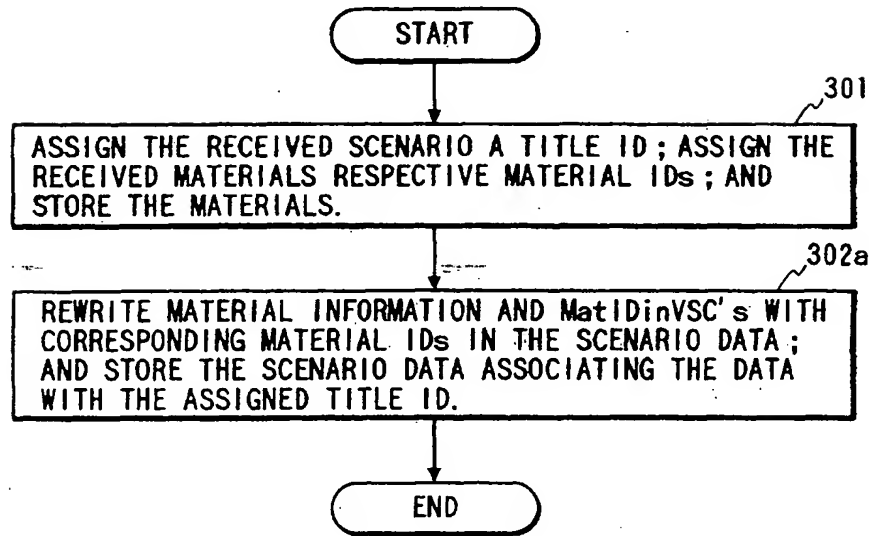 START
301
ASSIGN THE RECEIVED SCENARIO A TITLE ID; ASSIGN THE
RECEIVED MATERIALS RESPECTIVE MATERIAL IDs; AND
STORE THE MATERIALS.
302a
REWRITE MATERIAL INFORMATION AND MatIDinVSC's WITH
CORRESPONDING MATERIAL IDs IN THE SCENARIO DATA;
AND STORE THE SCENARIO DATA ASSOCIATING THE DATA
WITH THE ASSIGNED TITLE ID.
END